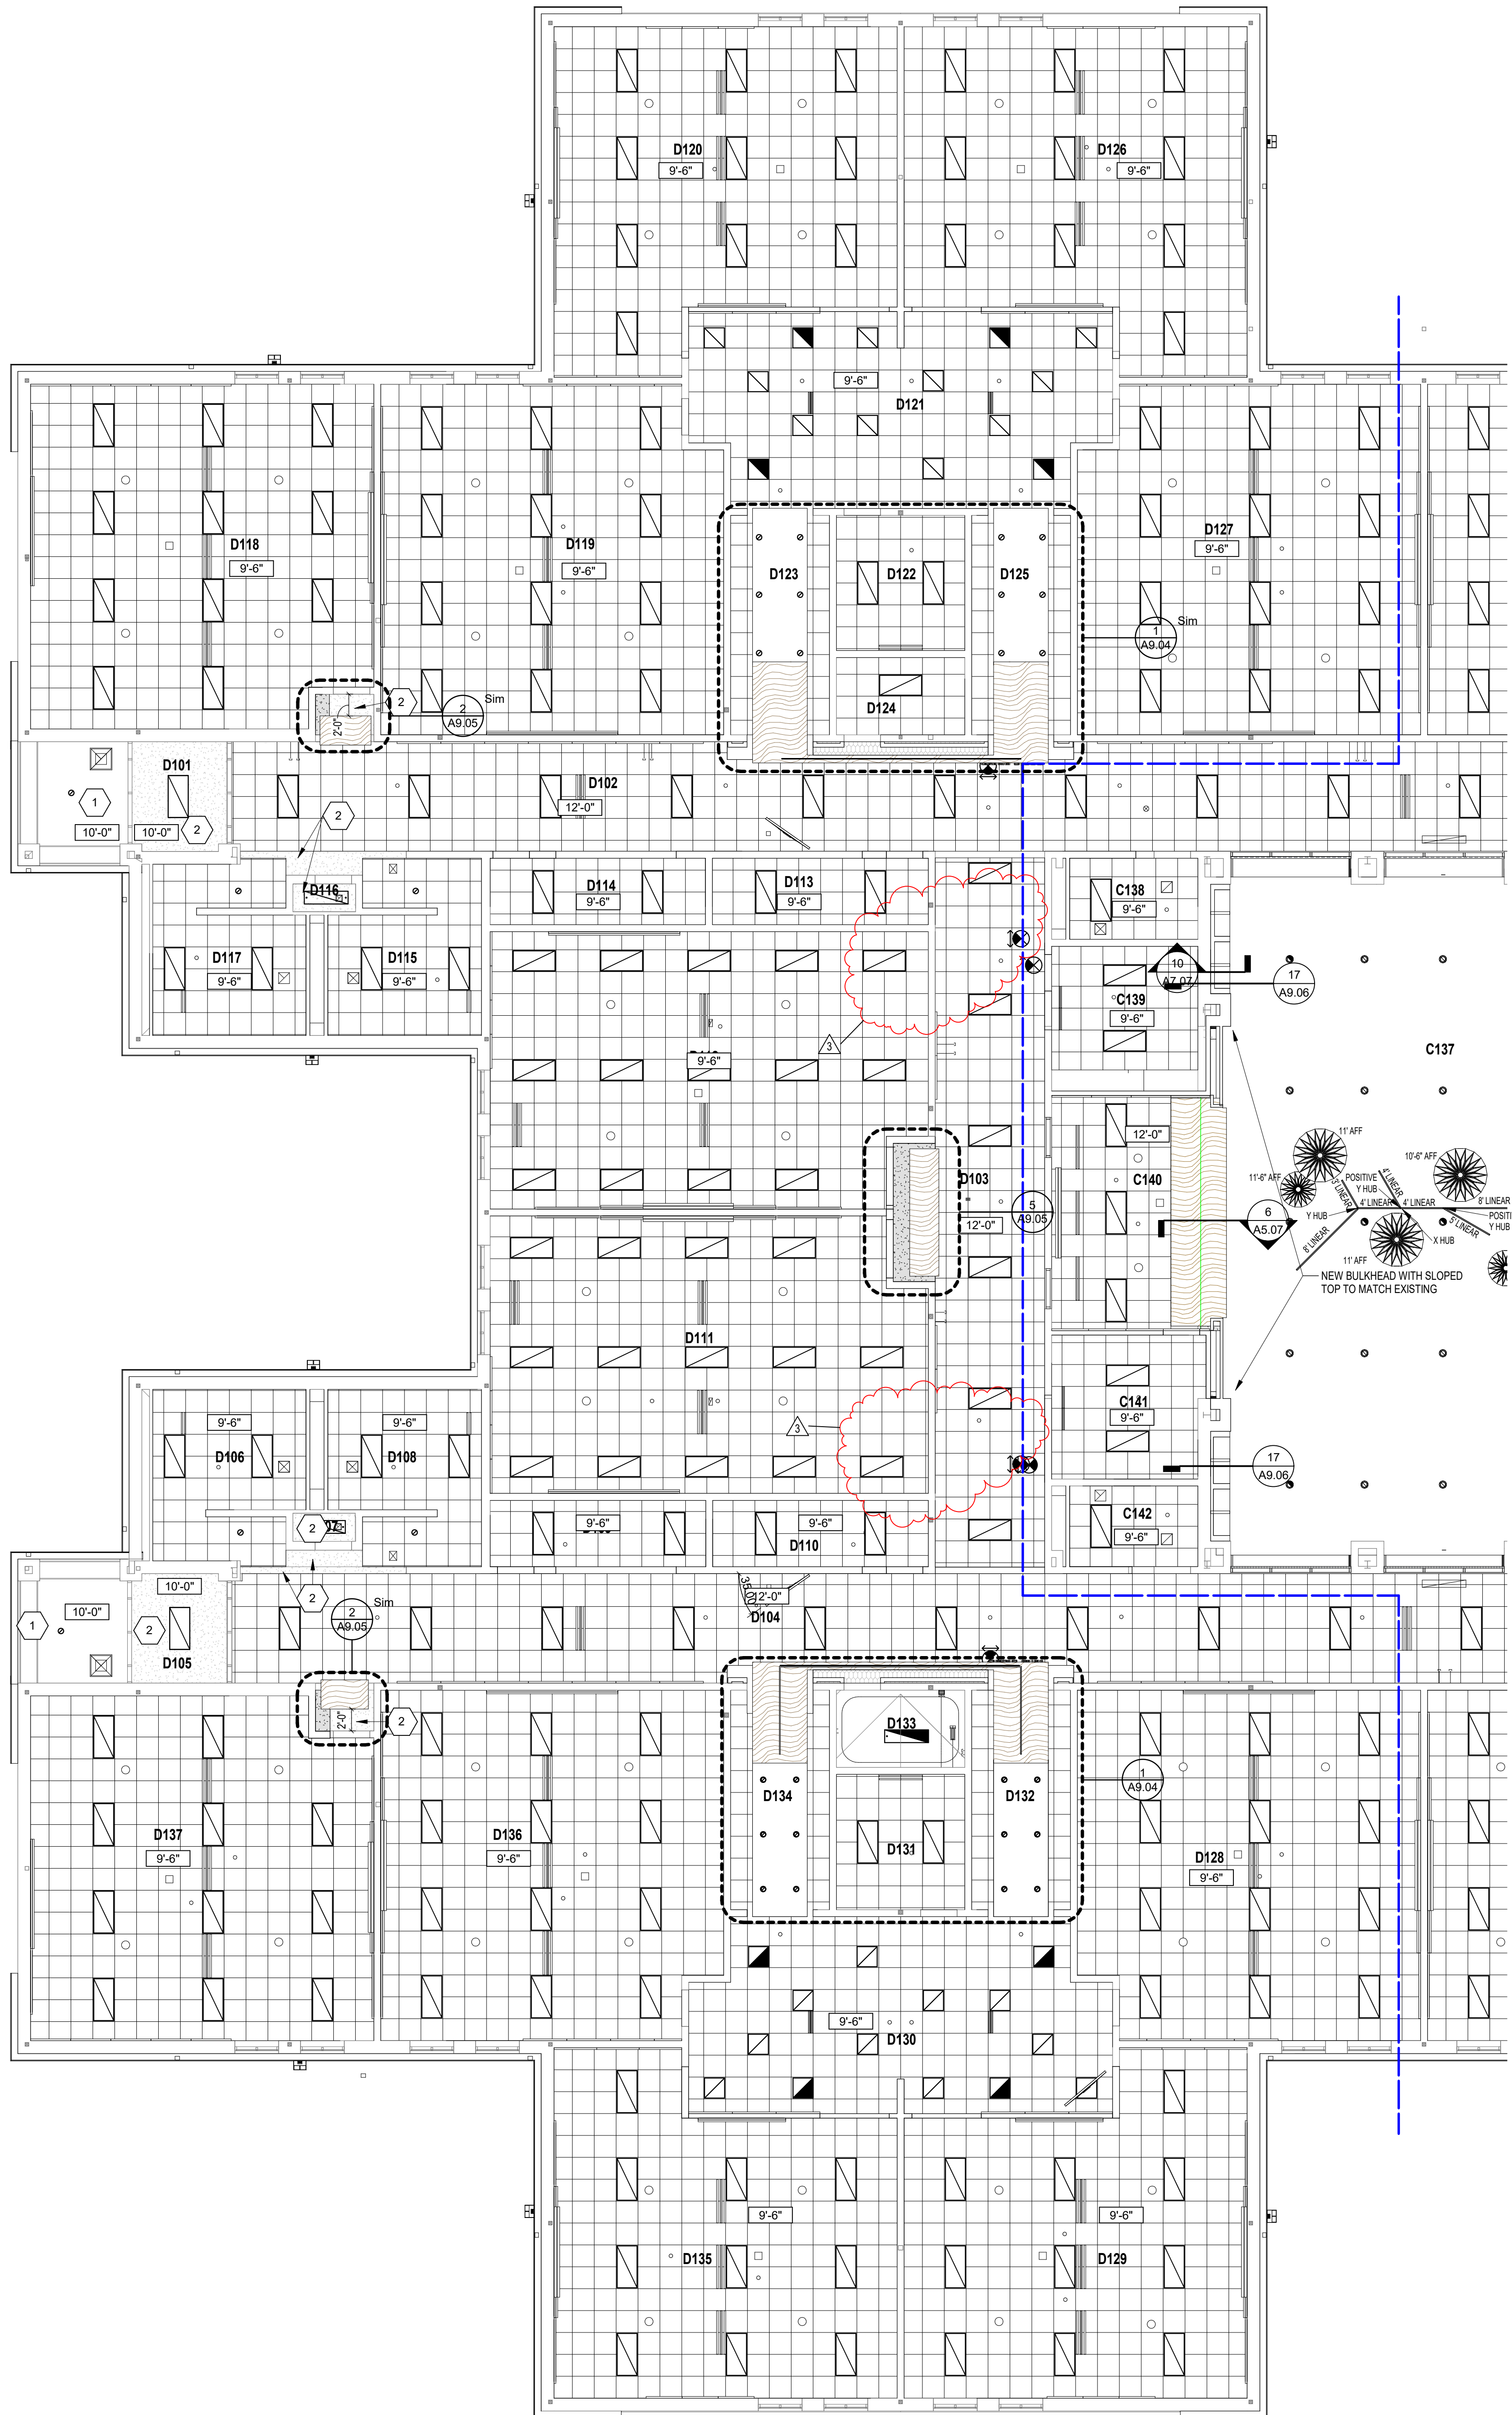 D120
9'-6"
D126
9'-6"
9'-6"
D121
D118
9'-6"
D119
9'-6"
D123
D122
D125
D127
9'-6"
1
A9.04
Sim
D124
2
2
A9.05
Sim
2'-0"
D101
1
10'-0"
10'-0"
2
D102
12'-0"
2
D116
D114
9'-6"
D113
9'-6"
C138
9'-6"
D117
9'-6"
D115
9'-6"
10
A7.07
17
A9.06
C139
9'-6"
3
9'-6"
C137
12'-0"
C140
D103
12'-0"
5
A9.05
6
A5.07
11' AFF
10'-6" AFF
11'-6" AFF
POSITIVE
Y HUB
4' LINEAR
3' LINEAR
4' LINEAR
4' LINEAR
8' LINEAR
Y HUB
8' LINEAR
5' LINEAR
Y HUB
X HUB
11' AFF
NEW BULKHEAD WITH SLOPED
TOP TO MATCH EXISTING
D111
3
C141
9'-6"
17
A9.06
9'-6"
D106
9'-6"
D108
2
9'-6"
9'-6"
D110
C142
9'-6"
10'-0"
10'-0"
1
2
D105
2
2
A9.05
Sim
12'-0"
D104
2'-0"
2
D133
D134
D132
1
A9.04
D131
D137
9'-6"
D136
9'-6"
D128
9'-6"
9'-6"
D130
9'-6"
D135
9'-6"
D129